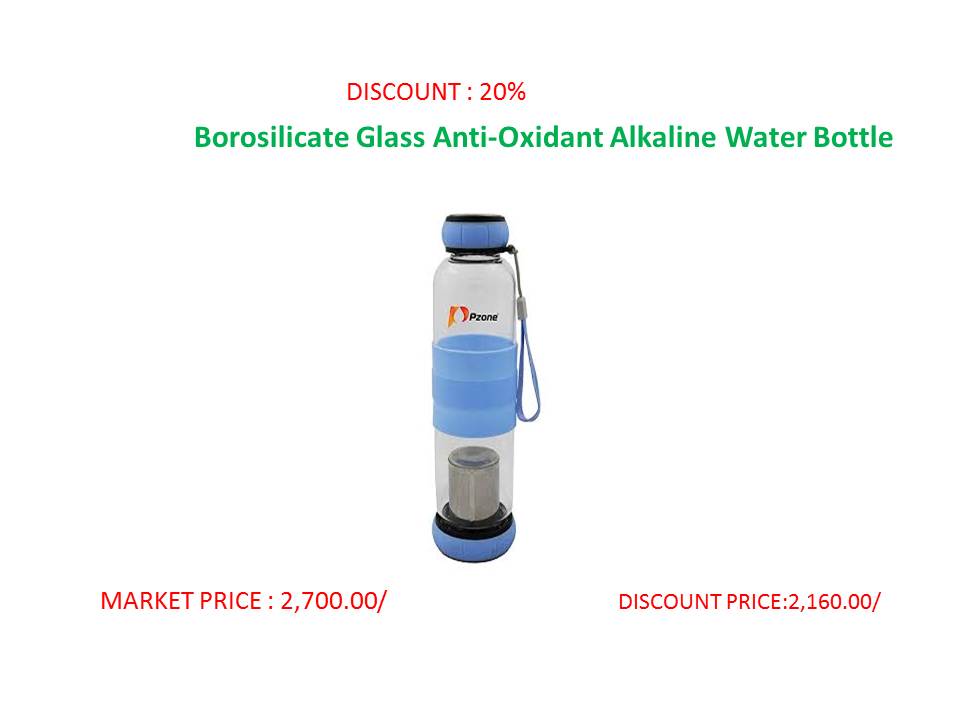 DISCOUNT : 20%
Borosilicate Glass Anti-Oxidant Alkaline Water Bottle
Pzone
MARKET PRICE : 2,700.00/
DISCOUNT PRICE:2,160.00/